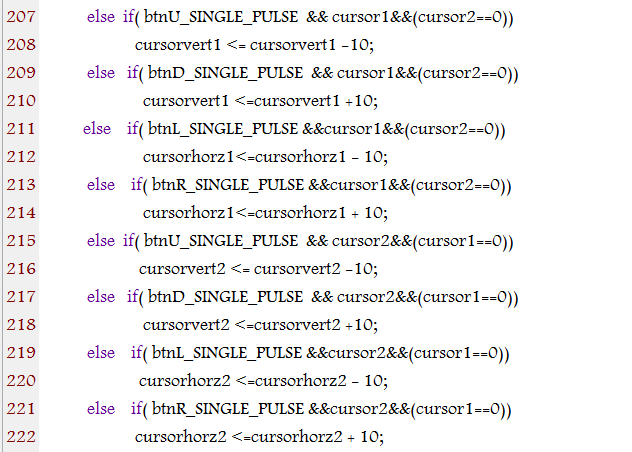 207 else if( btnU_SINGLE_PULSE && cursor1&&(cursor2==0))
208 cursorvert1 <= cursorvert1 -10;
209 else if( btnD_SINGLE_PULSE && cursor1&&(cursor2==0))
210 cursorvert1 <=cursorvert1 +10;
211 else if( btnL_SINGLE_PULSE &&cursor1&&(cursor2==0))
212 cursorhorz1<=cursorhorz1 - 10;
213 else if( btnR_SINGLE_PULSE &&cursor1&&(cursor2==0))
214 cursorhorz1<=cursorhorz1 + 10;
215 else if( btnU_SINGLE_PULSE && cursor2&&(cursor1==0))
216 cursorvert2 <= cursorvert2 -10;
217 else if( btnD_SINGLE_PULSE && cursor2&&(cursor1==0))
218 cursorvert2 <=cursorvert2 +10;
219 else if( btnL_SINGLE_PULSE &&cursor2&&(cursor1==0))
220 cursorhorz2 <=cursorhorz2 - 10;
221 else if( btnR_SINGLE_PULSE &&cursor2&&(cursor1==0))
222 cursorhorz2 <=cursorhorz2 + 10;